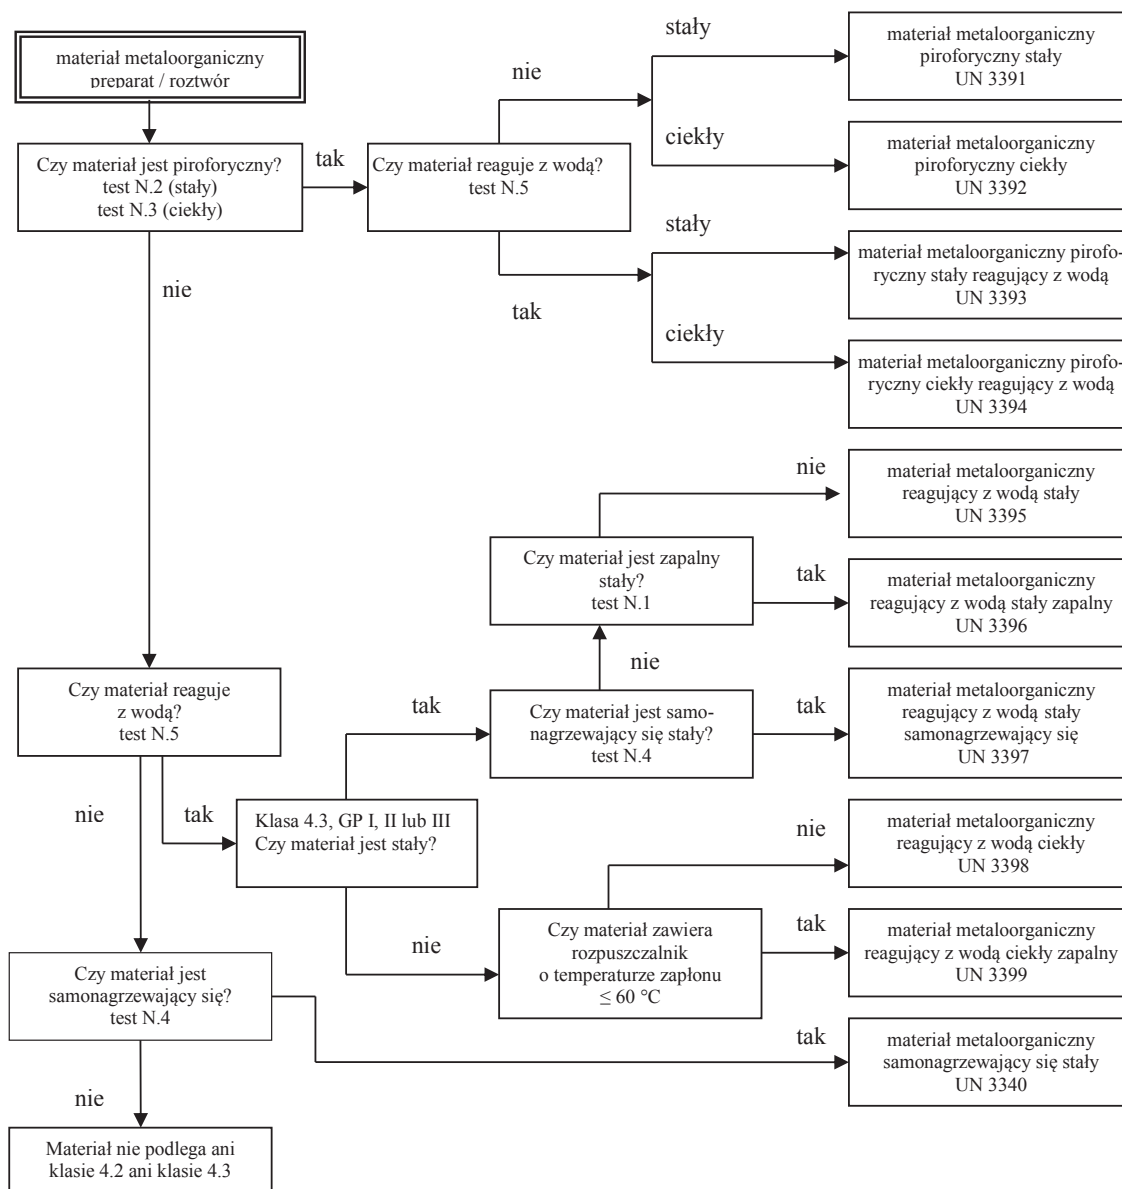 materiał metaloorganiczny
preparat / roztwór
Czy materiał jest piroforyczny?
test N.2 (stały)
test N.3 (ciekły)
tak
Czy materiał reaguje z wodą?
test N.5
nie
stały
materiał metaloorganiczny
piroforyczny stały
UN 3391
ciekły
materiał metaloorganiczny
piroforyczny ciekły
UN 3392
tak
stały
materiał metaloorganiczny pirofo-
ryczny stały reagujący z wodą
UN 3393
ciekły
materiał metaloorganiczny pirofo-
ryczny ciekły reagujący z wodą
UN 3394
nie
Czy materiał reaguje
z wodą?
test N.5
tak
Klasa 4.3, GP I, II lub III
Czy materiał jest stały?
tak
Czy materiał jest samo-
nagrzewający się stały?
test N.4
nie
Czy materiał jest zapalny
stały?
test N.1
nie
materiał metaloorganiczny
reagujący z wodą stały
UN 3395
tak
materiał metaloorganiczny
reagujący z wodą stały zapalny
UN 3396
tak
materiał metaloorganiczny
reagujący z wodą stały
samonagrzewający się
UN 3397
nie
Czy materiał zawiera
rozpuszczalnik
o temperaturze zapłonu
≤ 60 °C
nie
materiał metaloorganiczny
reagujący z wodą ciekły
UN 3398
tak
materiał metaloorganiczny
reagujący z wodą ciekły zapalny
UN 3399
nie
Czy materiał jest
samonagrzewający się?
test N.4
tak
materiał metaloorganiczny
samonagrzewający się stały
UN 3340
nie
Materiał nie podlega ani
klasie 4.2 ani klasie 4.3